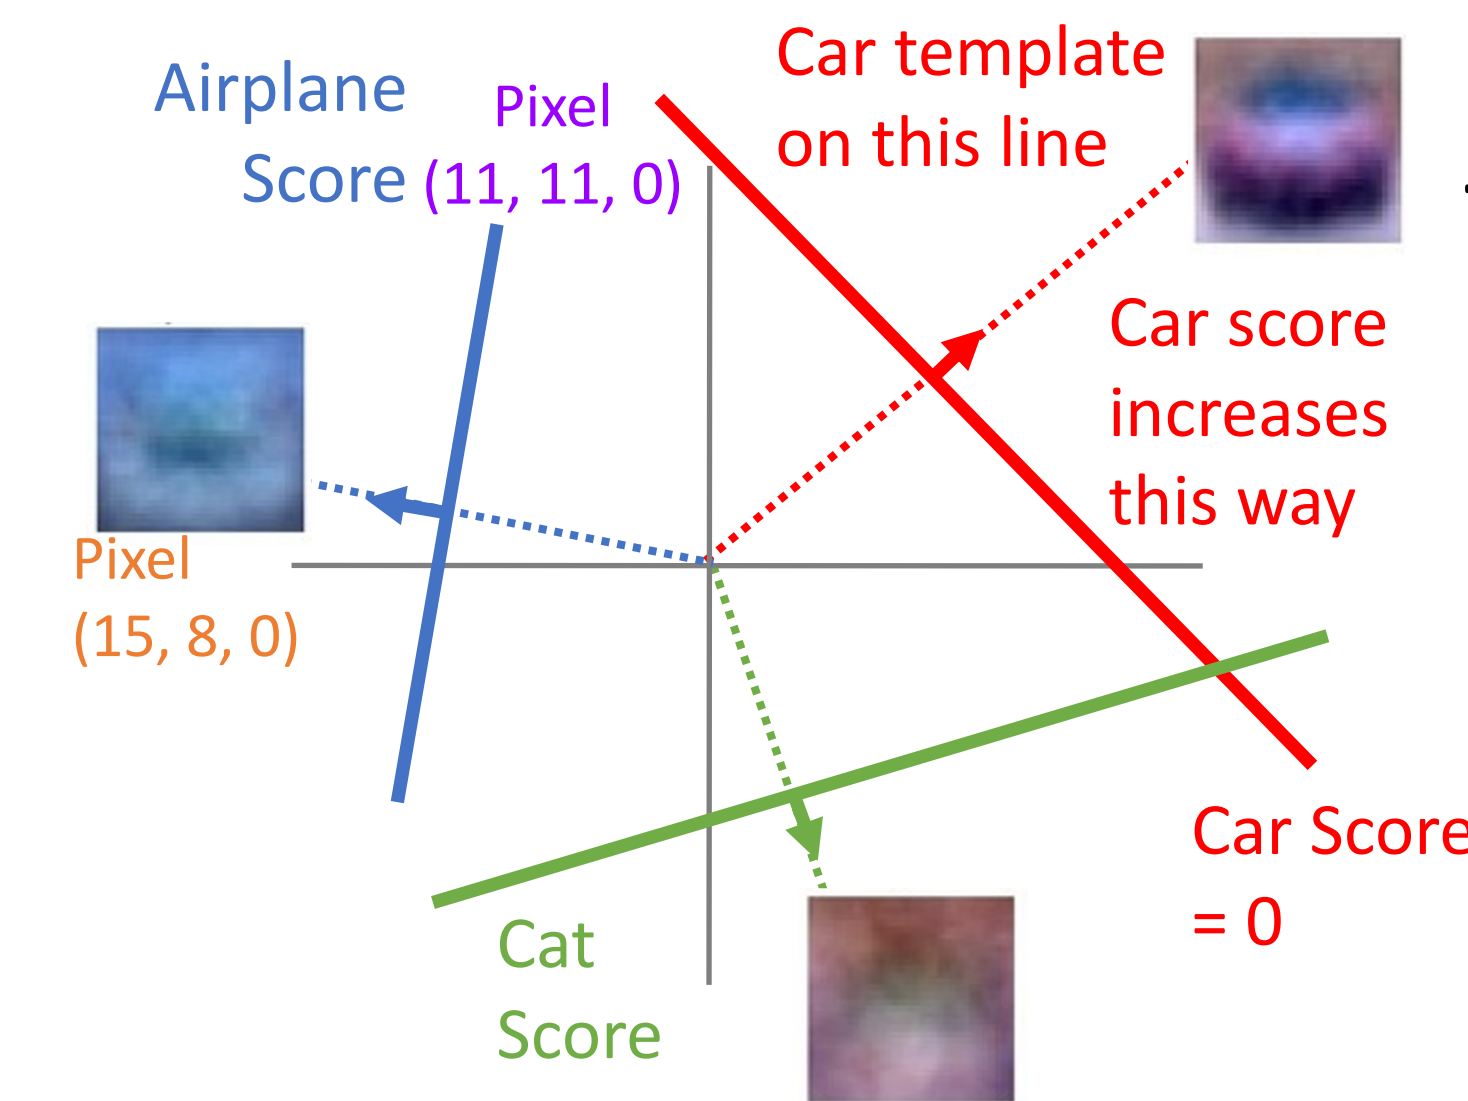 Airplane
Score
Pixel
(11, 11, 0)
Car template
on this line
Car score
increases
this way
Pixel
(15, 8, 0)
Car Score
= 0
Cat
Score